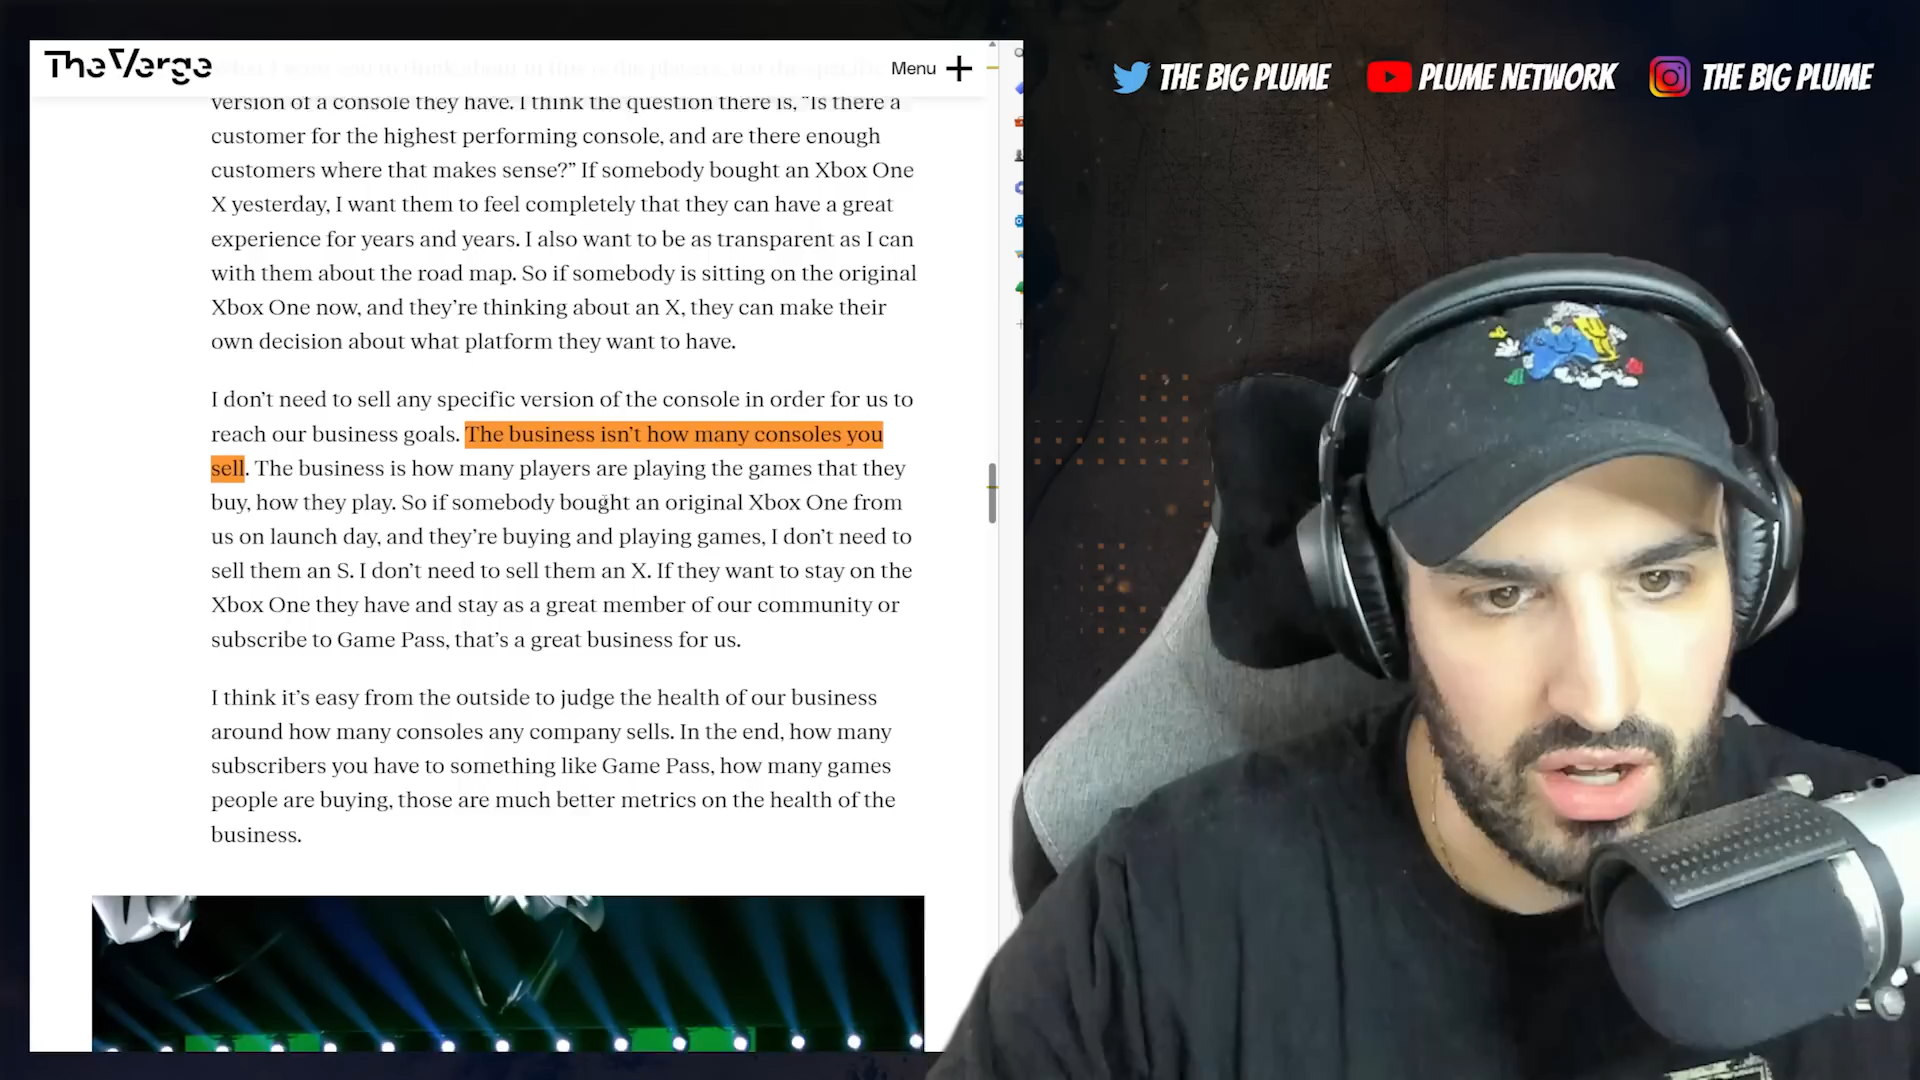 The Verge
Menu
THE BIG PLUME
PLUME NETWORK
THE BIG PLUME
version of a console they have. I think the question there is, “Is there a
customer for the highest performing console, and are there enough
customers where that makes sense?” If somebody bought an Xbox One
X yesterday, I want them to feel completely that they can have a great
experience for years and years. I also want to be as transparent as I can
with them about the road map. So if somebody is sitting on the original
Xbox One now, and they’re thinking about an X, they can make their
own decision about what platform they want to have.
I don’t need to sell any specific version of the console in order for us to
reach our business goals. The business isn’t how many consoles you
sell. The business is how many players are playing the games that they
buy, how they play. So if somebody bought an original Xbox One from
us on launch day, and they’re buying and playing games, I don’t need to
sell them an S. I don’t need to sell them an X. If they want to stay on the
Xbox One they have and stay as a great member of our community or
subscribe to Game Pass, that’s a great business for us.
I think it’s easy from the outside to judge the health of our business
around how many consoles any company sells. In the end, how many
subscribers you have to something like Game Pass, how many games
people are buying, those are much better metrics on the health of the
business.